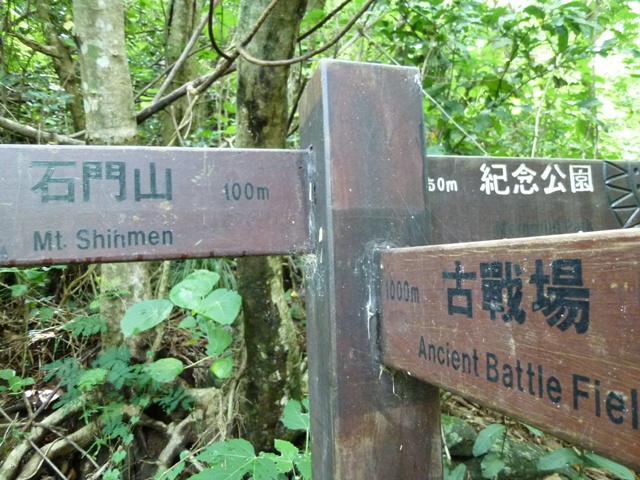 石門山 100m
Mt. Shihmen
50m 紀念公園
1000m 古戰場
Ancient Battle Fiel